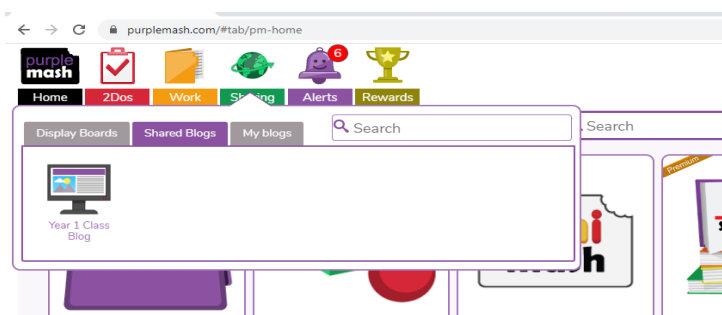 purplemash.com/#tab/pm-home
purple
mash
6
Home 2Dos Work Sharing Alerts Rewards
Display Boards Shared Blogs My blogs Search
Search
Premium
Year 1 Class
Blog